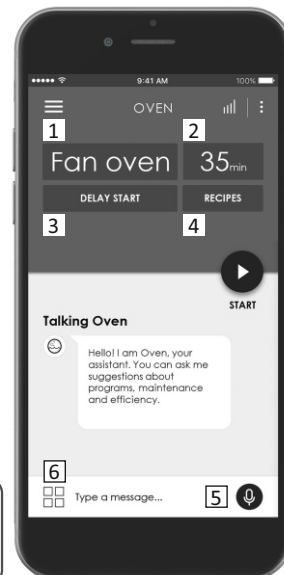 9:41 AM 100%
OVEN
1 2
Fan oven 35min
DELAY START RECIPES
3 4
START
Talking Oven
Hello! I am Oven, your
assistant. You can ask me
suggestions about
programs, maintenance
and efficiency.
6
Type a message... 5